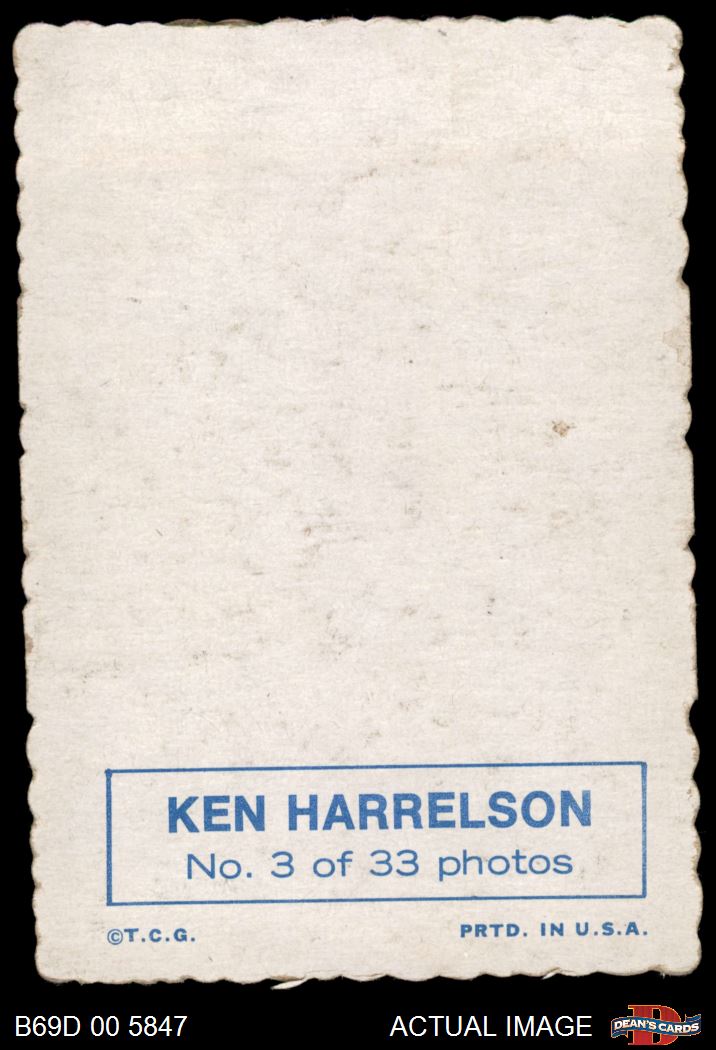 KEN HARRELSON
No. 3 of 33 photos
©T.C.G.
PRTD. IN U.S.A.
B69D 00 5847
ACTUAL IMAGE
D
DEAN'S CARDS